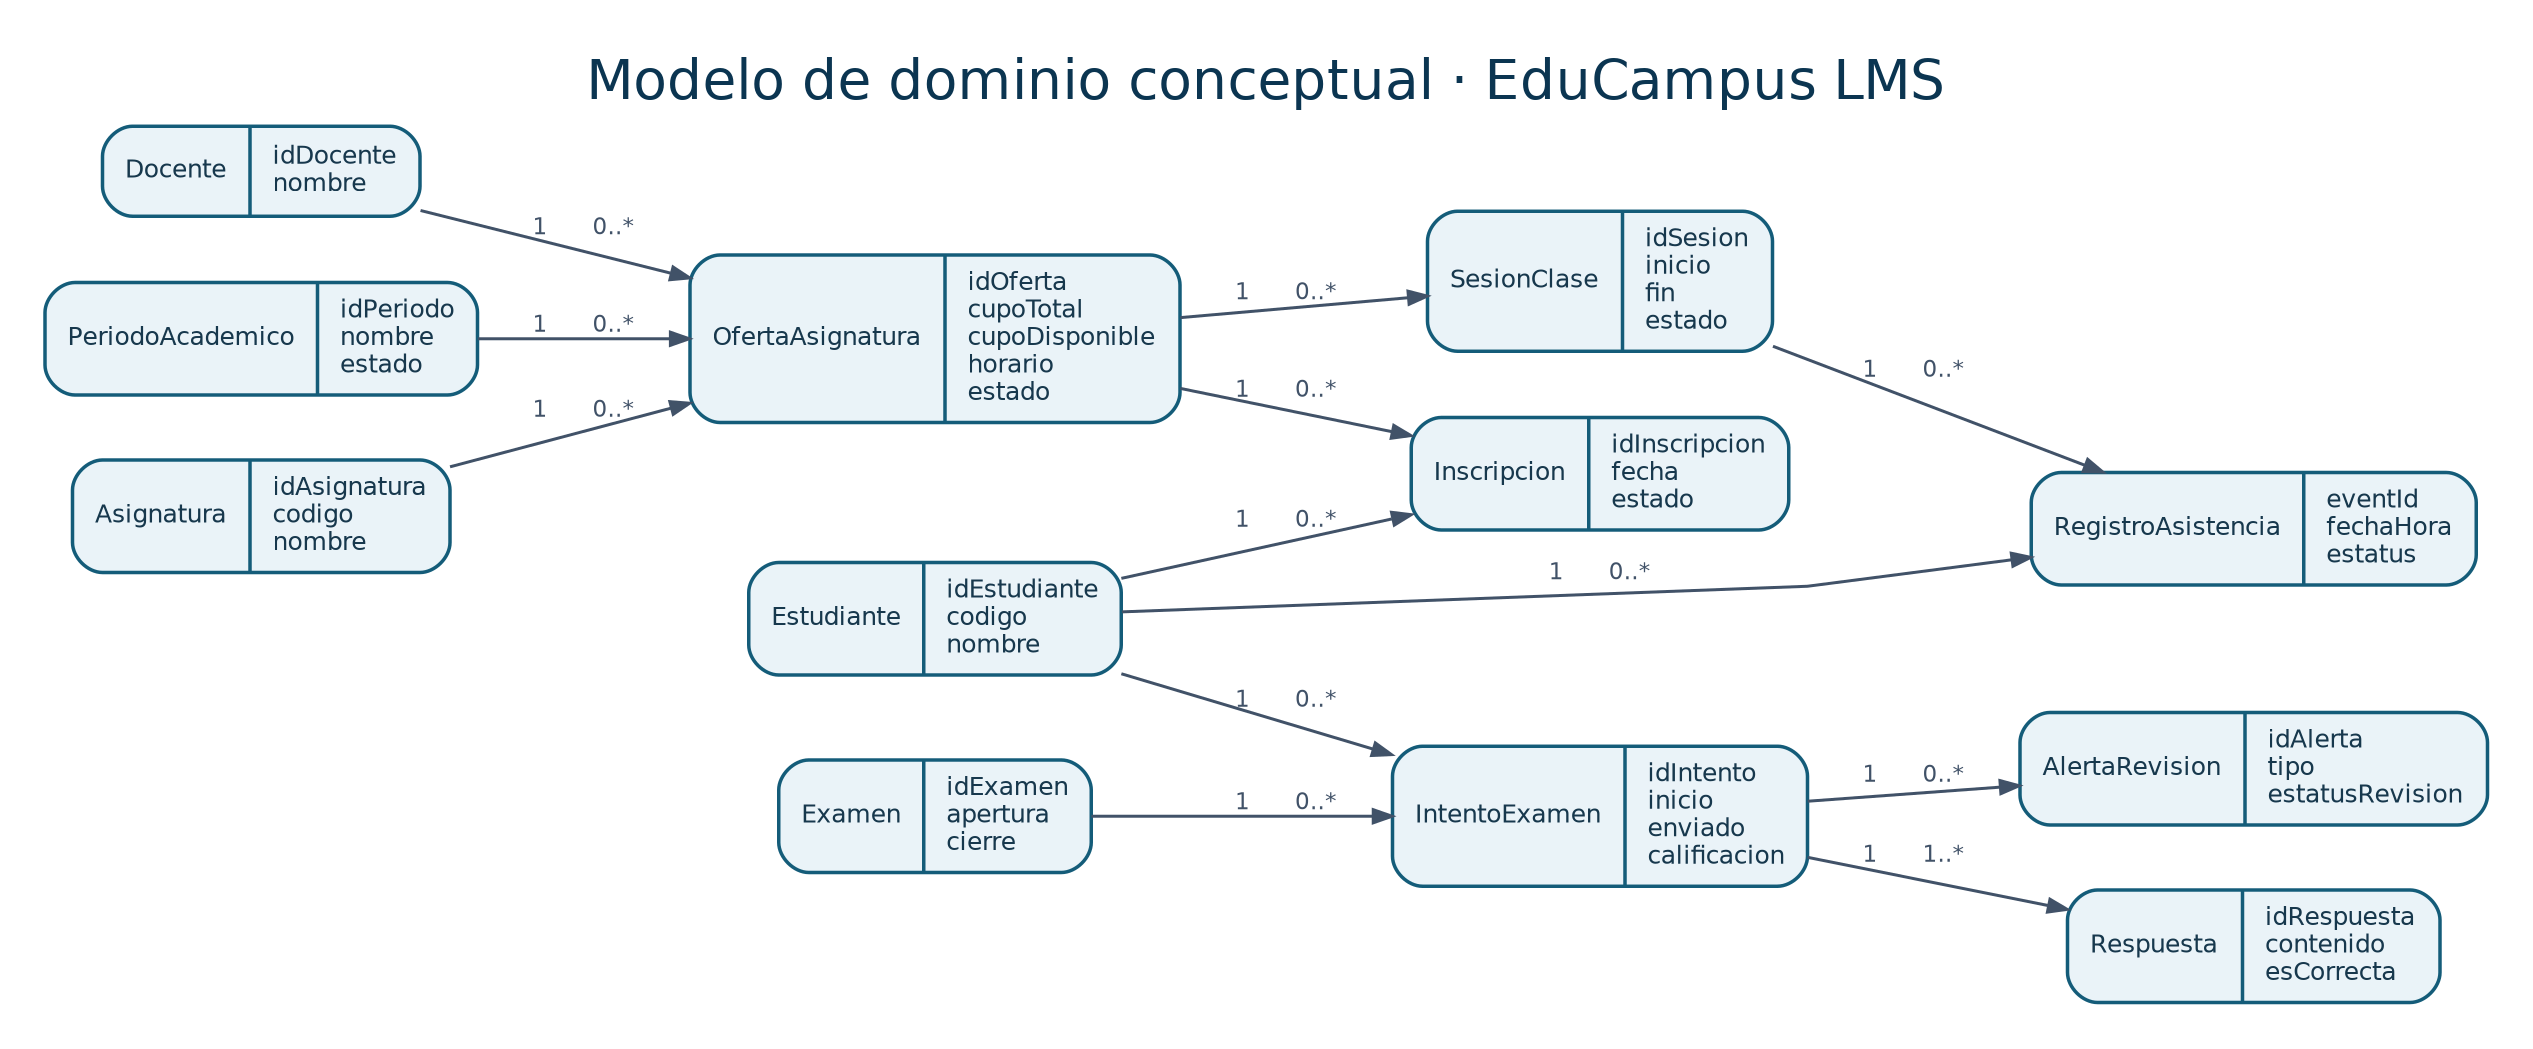 Modelo de dominio conceptual · EduCampus LMS
Docente
idDocente
nombre
1 0..*
PeriodoAcademico
idPeriodo
nombre
estado
1 0..*
Asignatura
idAsignatura
codigo
nombre
1 0..*
OfertaAsignatura
idOferta
cupoTotal
cupoDisponible
horario
estado
1 0..*
1 0..*
SesionClase
idSesion
inicio
fin
estado
1 0..*
Inscripcion
idInscripcion
fecha
estado
Estudiante
idEstudiante
codigo
nombre
1 0..*
1 0..*
1 0..*
RegistroAsistencia
eventId
fechaHora
estatus
Examen
idExamen
apertura
cierre
1 0..*
IntentoExamen
idIntento
inicio
enviado
calificacion
1 0..*
1 1..*
AlertaRevision
idAlerta
tipo
estatusRevision
Respuesta
idRespuesta
contenido
esCorrecta